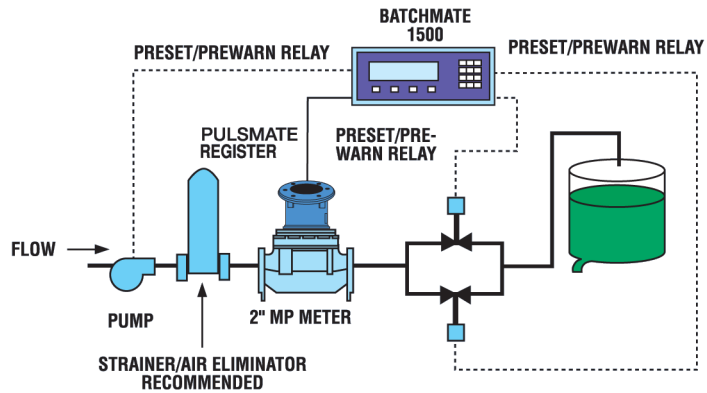 BATCHMATE
1500
PRESET/PREWARN RELAY
PRESET/PREWARN RELAY
PULSMATE
REGISTER
PRESET/PRE-
WARN RELAY
FLOW
PUMP
2" MP METER
STRAINER/AIR ELIMINATOR
RECOMMENDED